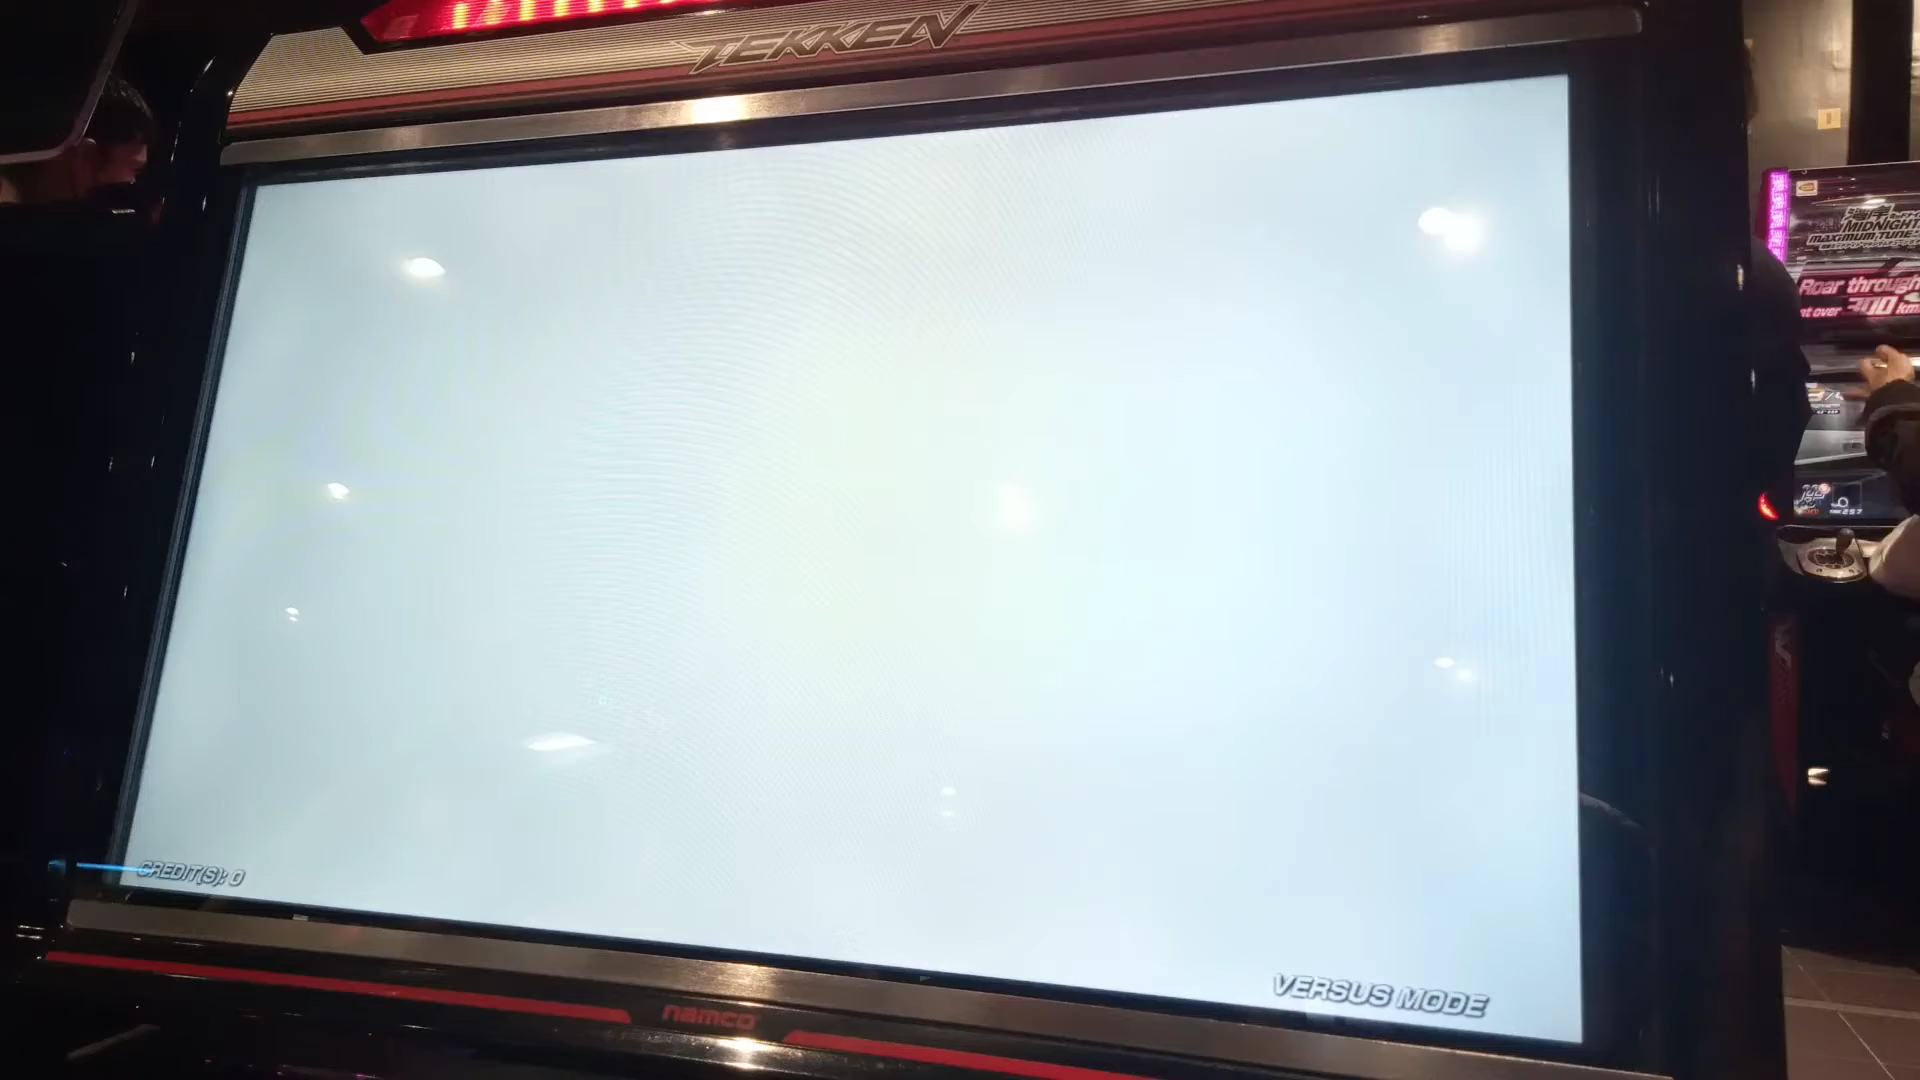 TEKKEN
CREDIT(S): 0
VERSUS MODE
namco
MIDNIGHT
MAXIMUM TUNE
Roar through
at over 300 km